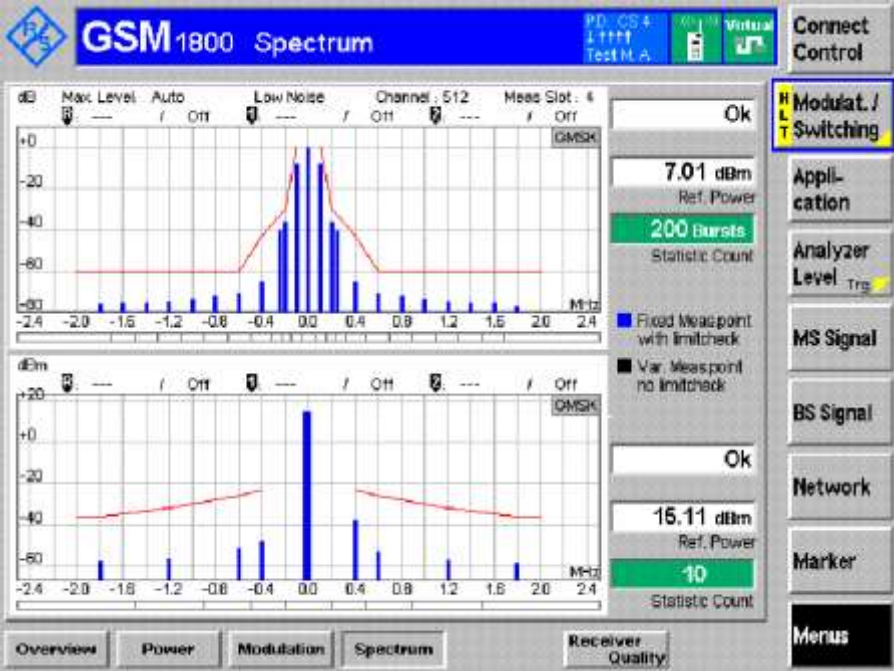 R&S
GSM 1800 Spectrum
P.D. CS4
Test M. A
Virtual
Connect Control
dB Max. Level Auto Low Noise Channel: 512 Meas Slot: 4
--- / Off --- / Off ---
GMSK
+0
-20
-40
-60
-80
MHz
-2.4 -2.0 -1.6 -1.2 -0.8 -0.4 0.0 0.4 0.8 1.2 1.6 2.0 2.4
Ok
7.01 dBm
Ref. Power
200 Bursts
Statistic Count
Fixed Meas.point
with limitcheck
Var. Meas.point
no limitcheck
dBm
--- / Off --- / Off --- / Off
GMSK
+20
+0
-20
-40
-60
MHz
-2.4 -2.0 -1.6 -1.2 -0.8 -0.4 0.0 0.4 0.8 1.2 1.6 2.0 2.4
Ok
15.11 dBm
Ref. Power
10
Statistic Count
HLT
Modulat. /
Switching
Appli-
cation
Analyzer
Level Trg
MS Signal
BS Signal
Network
Marker
Menus
Overview
Power
Modulation
Spectrum
Receiver
Quality